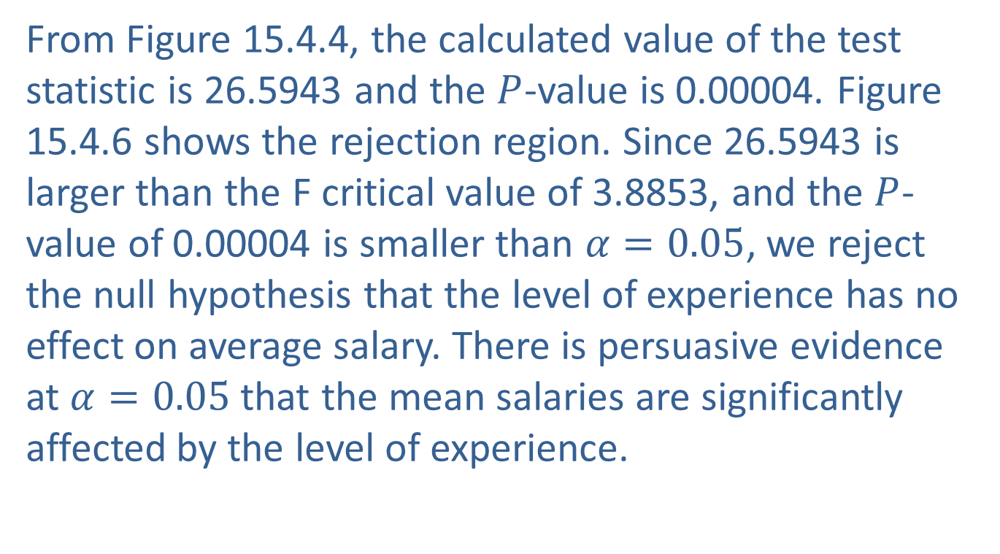 From Figure 15.4.4, the calculated value of the test
statistic is 26.5943 and the 𝑃-value is 0.00004. Figure
15.4.6 shows the rejection region. Since 26.5943 is
larger than the F critical value of 3.8853, and the 𝑃-
value of 0.00004 is smaller than 𝛼 = 0.05, we reject
the null hypothesis that the level of experience has no
effect on average salary. There is persuasive evidence
at 𝛼 = 0.05 that the mean salaries are significantly
affected by the level of experience.